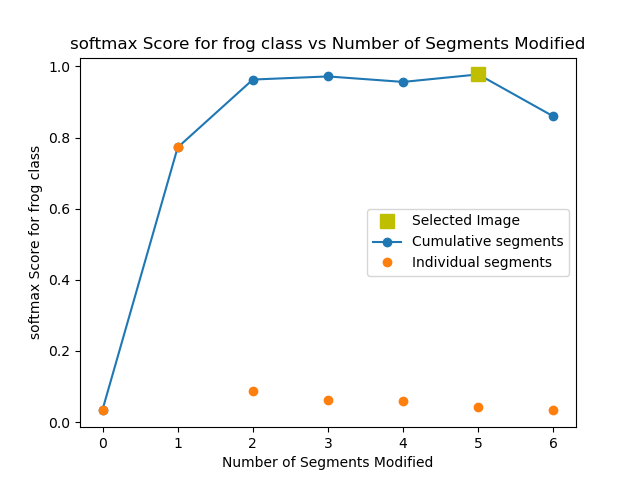 softmax Score for frog class vs Number of Segments Modified
softmax Score for frog class
1.0
0.8
0.6
0.4
0.2
0.0
Selected Image
Cumulative segments
Individual segments
0 1 2 3 4 5 6
Number of Segments Modified